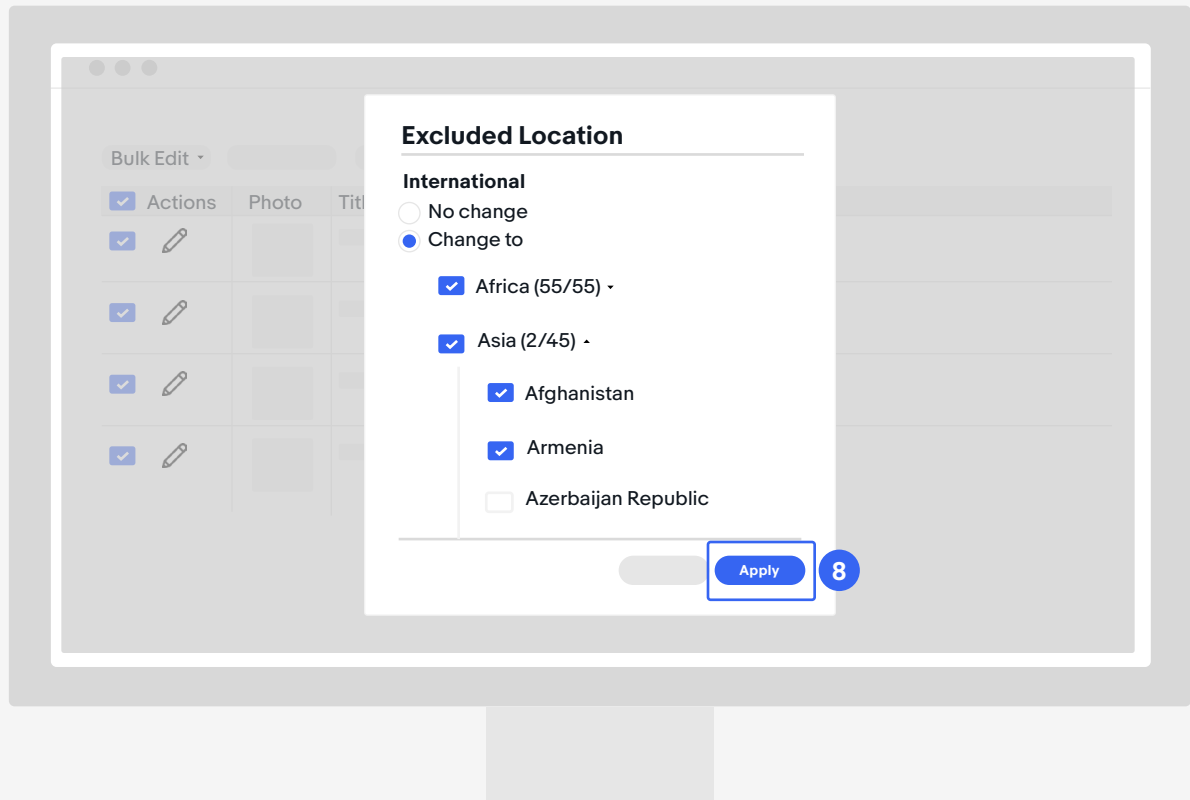 Excluded Location
International
No change
Change to
Africa (55/55)
Asia (2/45)
Afghanistan
Armenia
Azerbaijan Republic
Apply
8
Bulk Edit
Actions Photo Titl